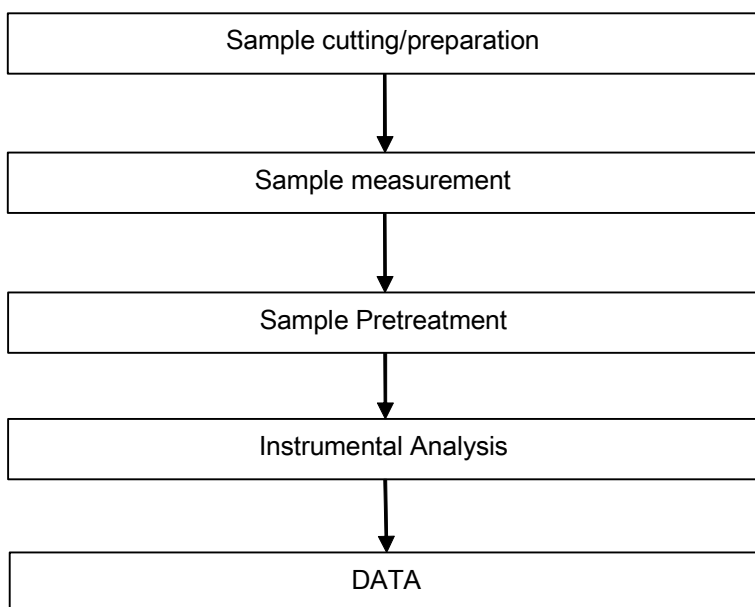 Sample cutting/preparation
Sample measurement
Sample Pretreatment
Instrumental Analysis
DATA